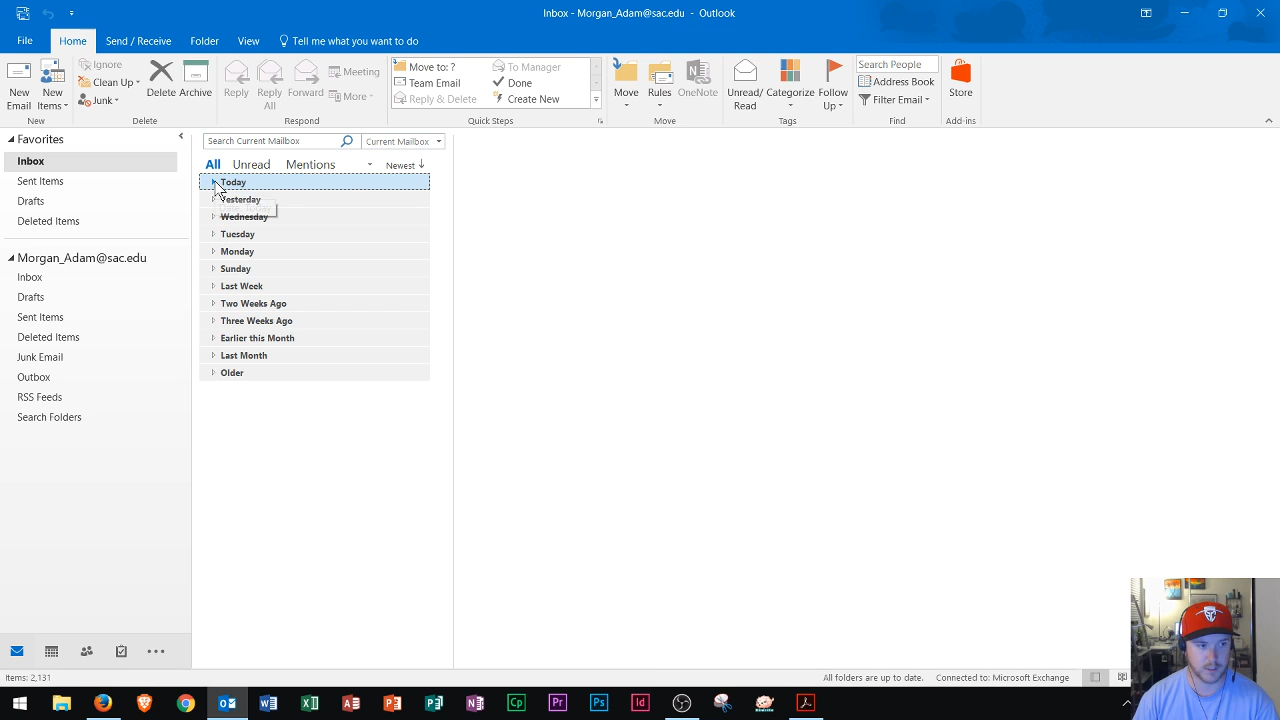 Inbox - Morgan_Adam@sac.edu - Outlook
File Home Send / Receive Folder View Tell me what you want to do
New Email
New Items
Ignore
Clean Up
Junk
Delete
Archive
Reply
Reply All
Forward
Meeting
More
Move to: ?
Team Email
Reply & Delete
To Manager
Done
Create New
Move
Rules
OneNote
Unread/ Read
Categorize
Follow Up
Search People
Address Book
Filter Email
Store
New Delete Respond Quick Steps Move Tags Find Add-ins
Favorites
Inbox
Sent Items
Drafts
Deleted Items
Morgan_Adam@sac.edu
Inbox
Drafts
Sent Items
Deleted Items
Junk Email
Outbox
RSS Feeds
Search Folders
Search Current Mailbox Current Mailbox
All Unread Mentions Newest
Today
Yesterday
Wednesday
Tuesday
Monday
Sunday
Last Week
Two Weeks Ago
Three Weeks Ago
Earlier this Month
Last Month
Older
Items: 2,131 All folders are up to date. Connected to: Microsoft Exchange
Cp Pr Ps Id